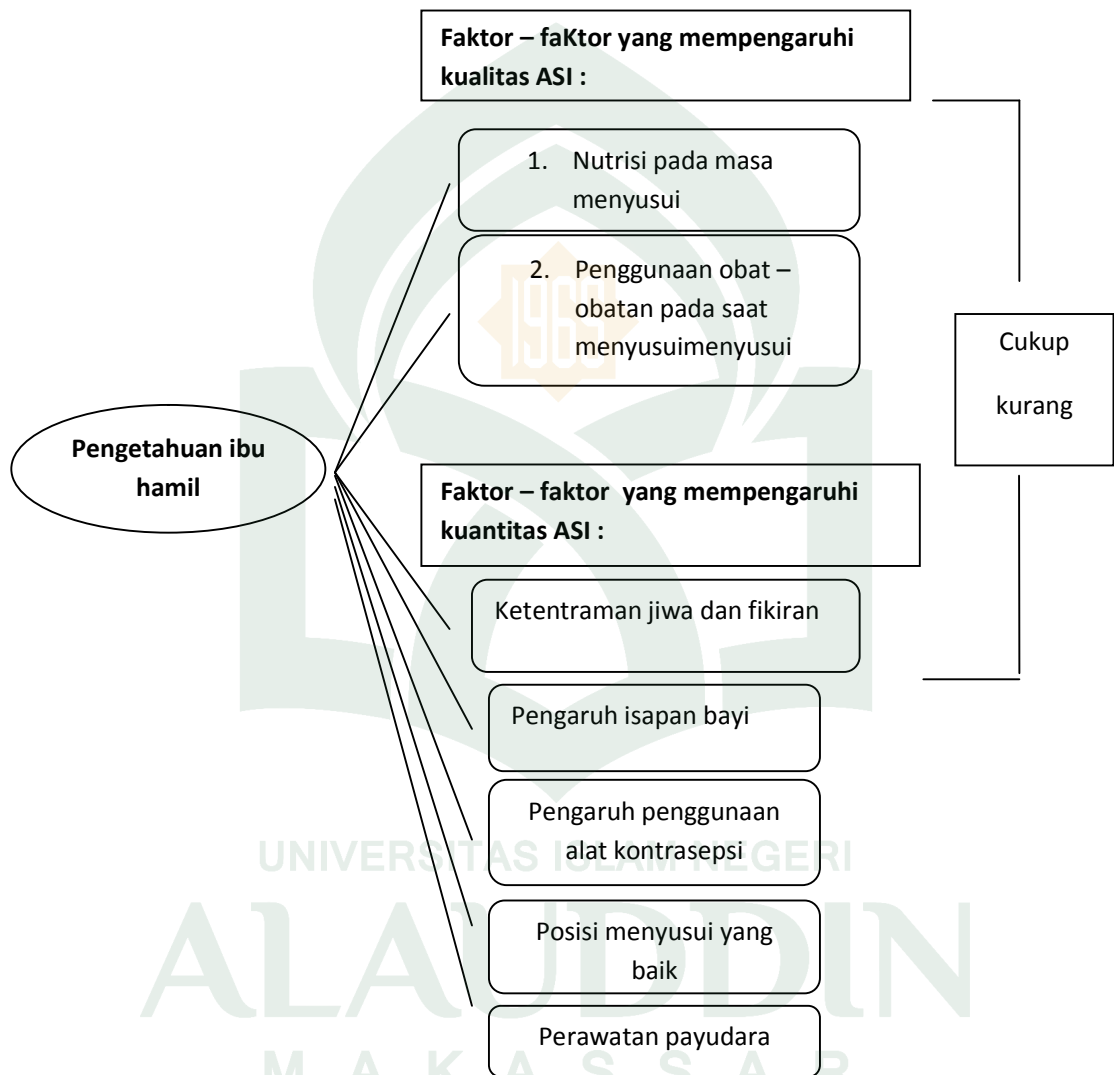 Faktor – faKtor yang mempengaruhi
kualitas ASI :
1. Nutrisi pada masa
menyusui
2. Penggunaan obat –
obatan pada saat
menyusuimenyusui
Cukup
kurang
Pengetahuan ibu
hamil
Faktor – faktor yang mempengaruhi
kuantitas ASI :
Ketentraman jiwa dan fikiran
Pengaruh isapan bayi
Pengaruh penggunaan
alat kontrasepsi
Posisi menyusui yang
baik
Perawatan payudara
1965
UNIVERSITAS ISLAM NEGERI
ALAUDDIN
MAKASSAR